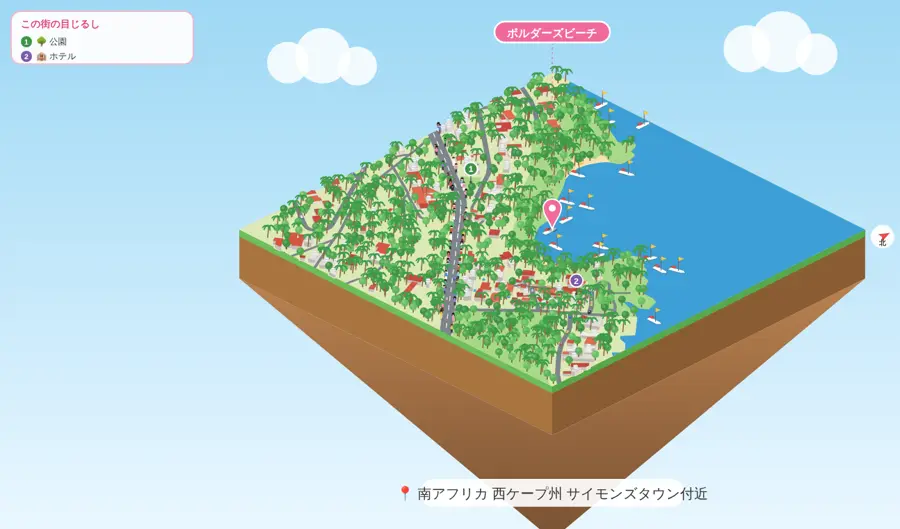 この街の目じるし
1 公園
2 ホテル
ボルダーズビーチ
1
2
北
南アフリカ 西ケープ州 サイモンズタウン付近